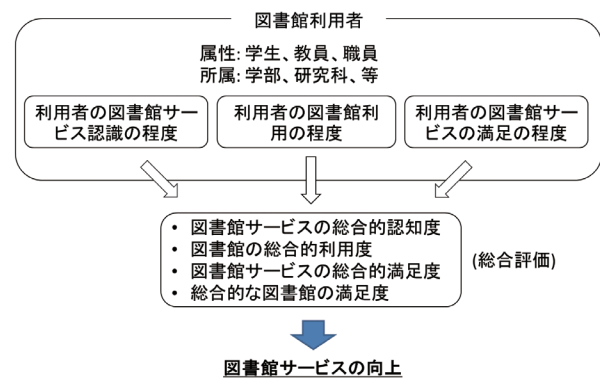 図書館利用者
属性: 学生、教員、職員
所属: 学部、研究科、等
利用者の図書館サー
ビス認識の程度
利用者の図書館利
用の程度
利用者の図書館サー
ビスの満足の程度
• 図書館サービスの総合的認知度
• 図書館の総合的利用度
• 図書館サービスの総合的満足度
• 総合的な図書館の満足度
(総合評価)
図書館サービスの向上